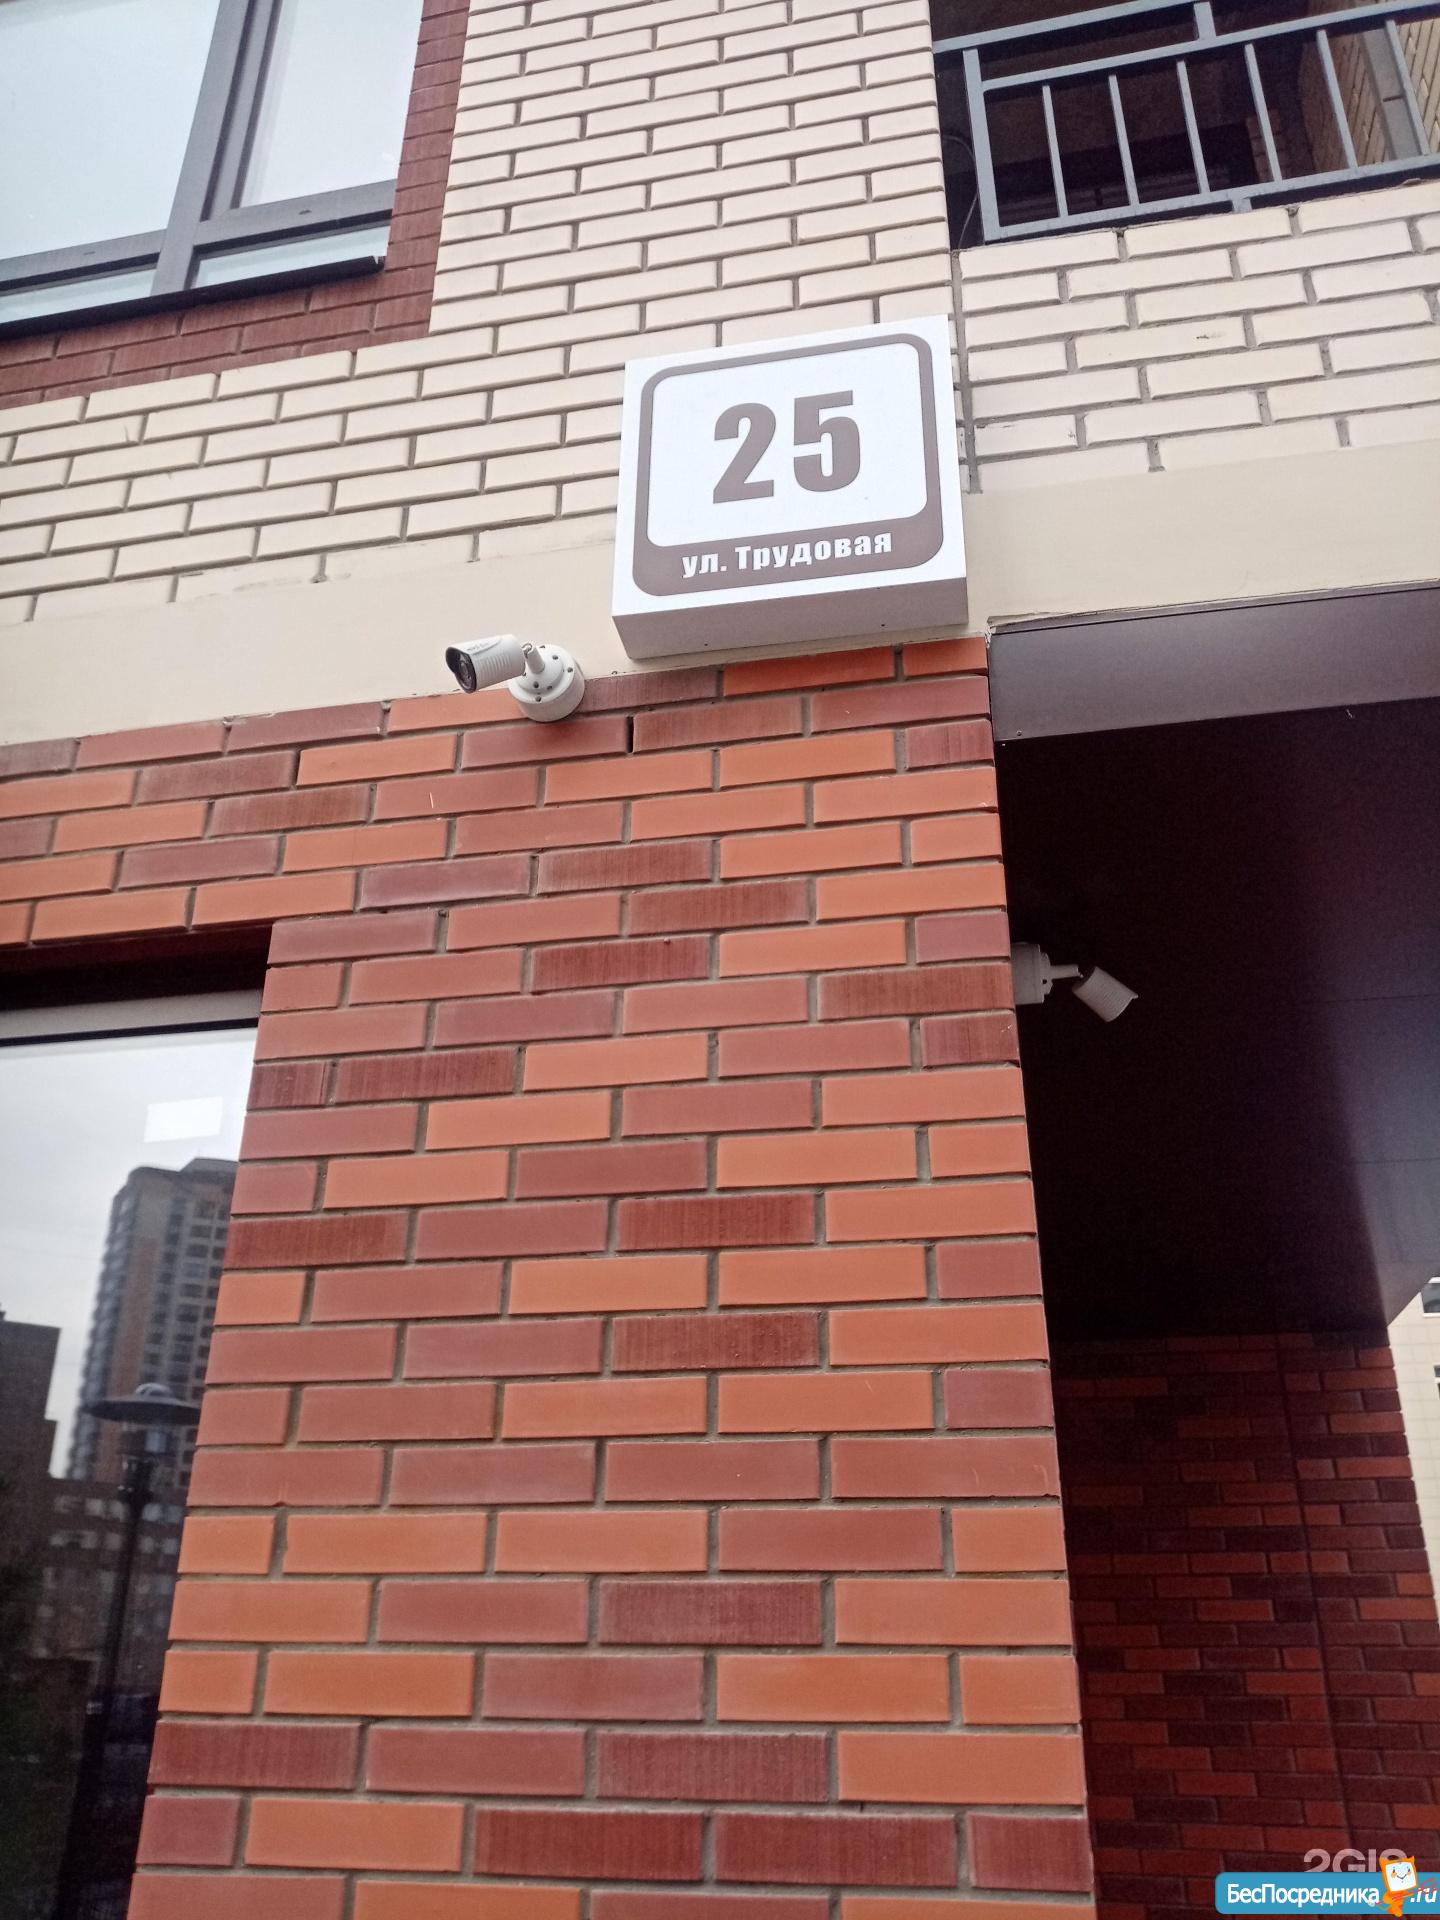 25
ул. Трудовая
2GIS
БесПосредника.ru